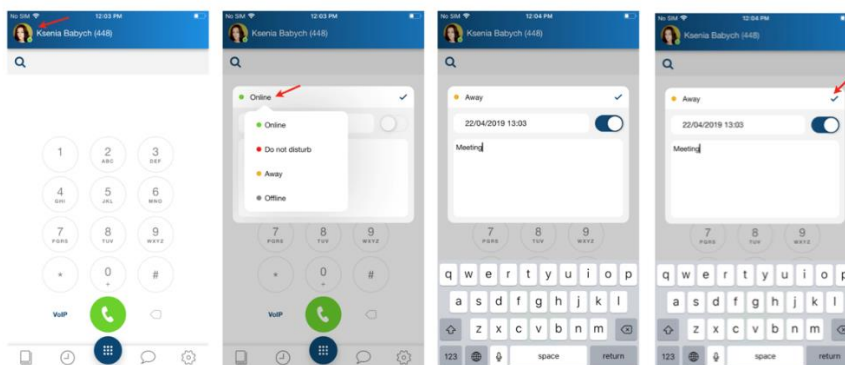 No SIM 12:03 PM
Ksenia Babych (448)
1 2 3
ABC DEF
4 5 6
GHI JKL MNO
7 8 9
PQRS TUV WXYZ
* 0 #
+
VoIP
No SIM 12:03 PM
Ksenia Babych (448)
Online
Online
Do not disturb
Away
Offline
7 8 9
PQRS TUV WXYZ
* 0 #
+
VoIP
No SIM 12:04 PM
Ksenia Babych (448)
Away
22/04/2019 13:03
Meeting
7 8 9
PQRS TUV WXYZ
q w e r t y u i o p
a s d f g h j k l
z x c v b n m
123 space return
No SIM 12:04 PM
Ksenia Babych (448)
Away
22/04/2019 13:03
Meeting
7 8 9
PQRS TUV WXYZ
q w e r t y u i o p
a s d f g h j k l
z x c v b n m
123 space return